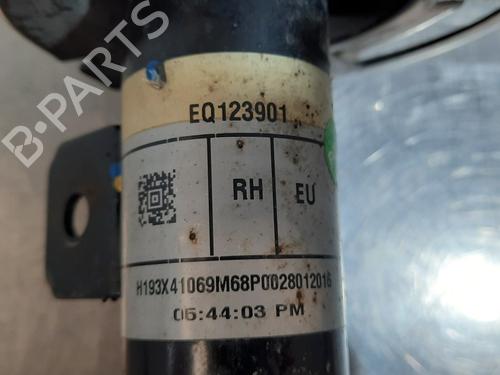 EQ123901
RH EU
H193X41069M68P0028012016
05:44:03 PM
B-PARTS